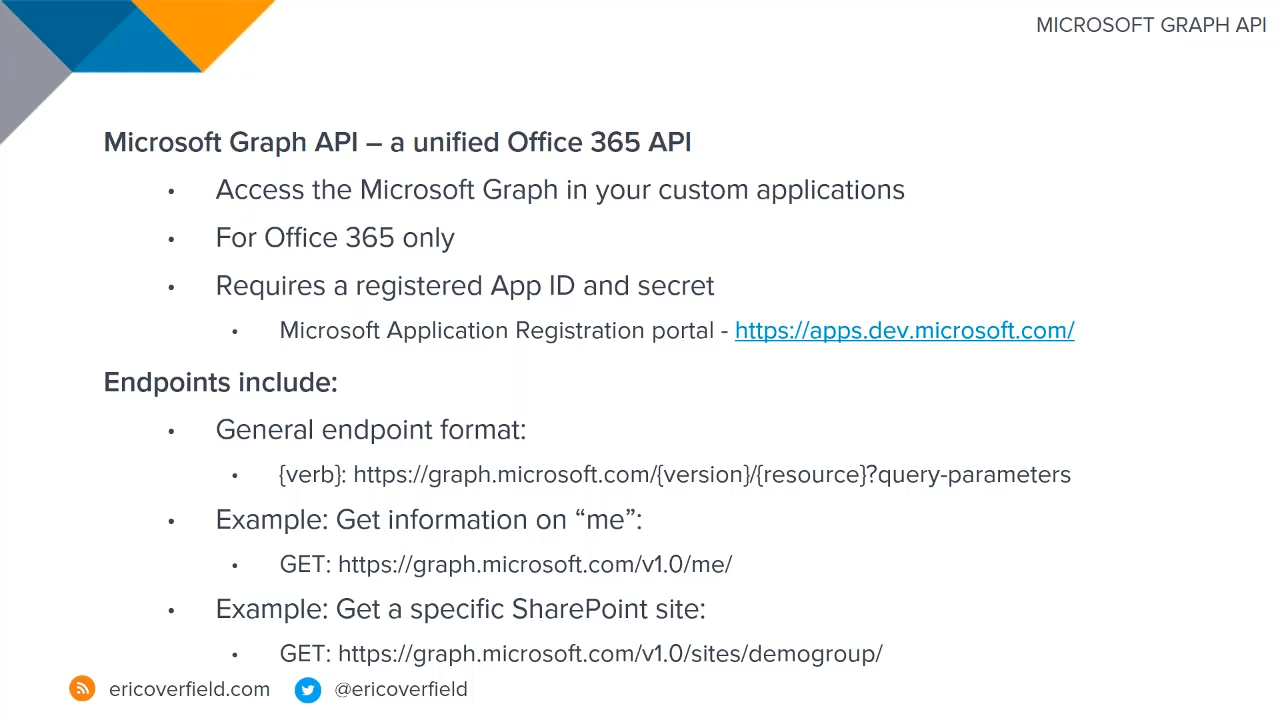 MICROSOFT GRAPH API
Microsoft Graph API – a unified Office 365 API
• Access the Microsoft Graph in your custom applications
• For Office 365 only
• Requires a registered App ID and secret
• Microsoft Application Registration portal - https://apps.dev.microsoft.com/
Endpoints include:
• General endpoint format:
• {verb}: https://graph.microsoft.com/{version}/{resource}?query-parameters
• Example: Get information on “me”:
• GET: https://graph.microsoft.com/v1.0/me/
• Example: Get a specific SharePoint site:
• GET: https://graph.microsoft.com/v1.0/sites/demogroup/
ericoverfield.com @ericoverfield